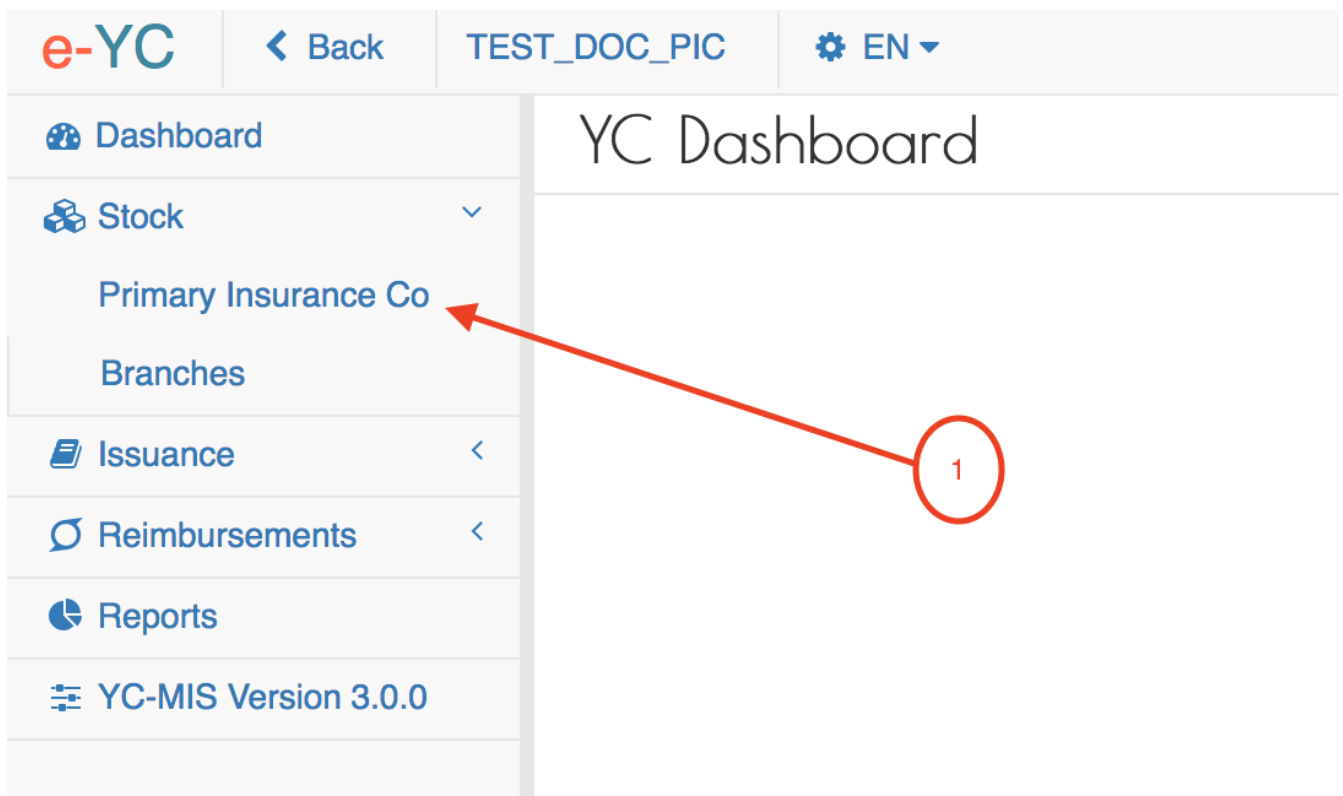 e-YC
Back
TEST_DOC_PIC
EN
Dashboard
YC Dashboard
Stock
Primary Insurance Co
Branches
Issuance
1
Reimbursements
Reports
YC-MIS Version 3.0.0